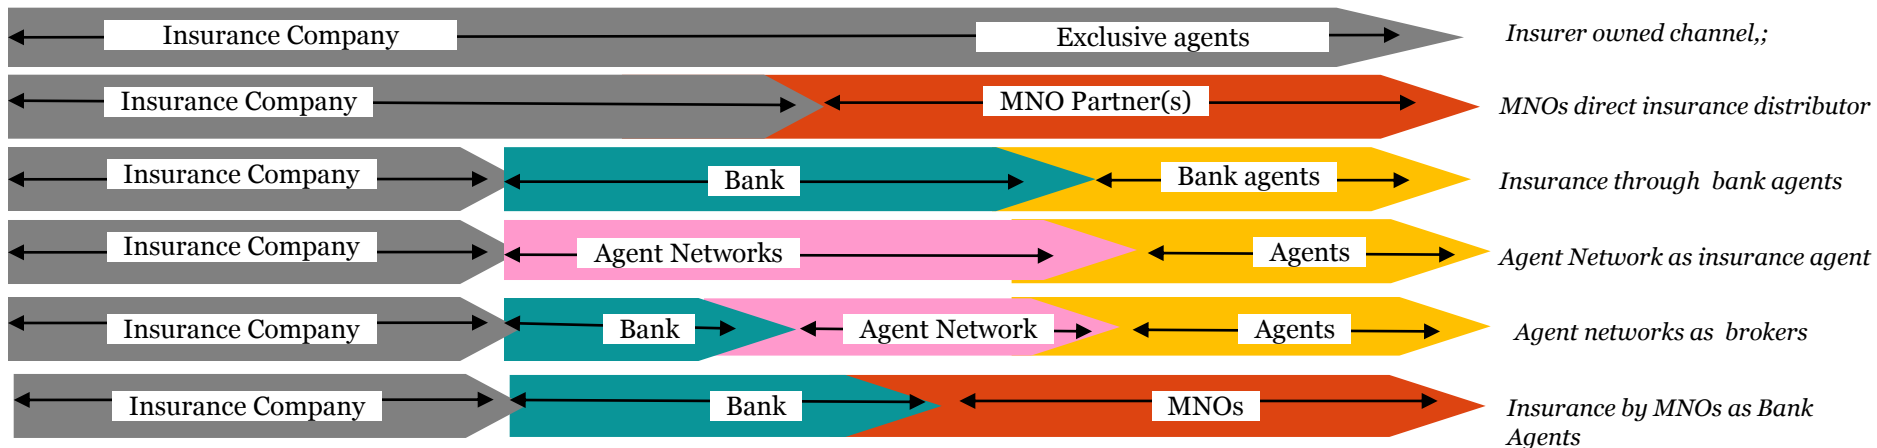 Insurance Company Exclusive agents Insurer owned channel,;
Insurance Company MNO Partner(s) MNOs direct insurance distributor
Insurance Company Bank Bank agents Insurance through bank agents
Insurance Company Agent Networks Agents Agent Network as insurance agent
Insurance Company Bank Agent Network Agents Agent networks as brokers
Insurance Company Bank MNOs Insurance by MNOs as Bank
Agents